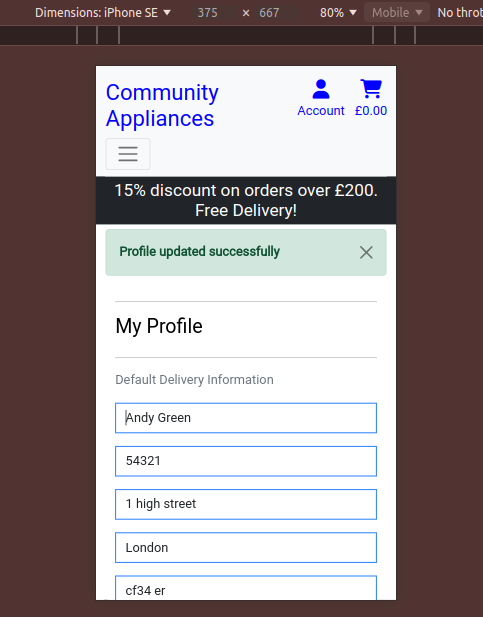 Dimensions: iPhone SE 375 × 667 80% Mobile No throt
Community
Appliances
Account £0.00
15% discount on orders over £200.
Free Delivery!
Profile updated successfully
My Profile
Default Delivery Information
Andy Green
54321
1 high street
London
cf34 er